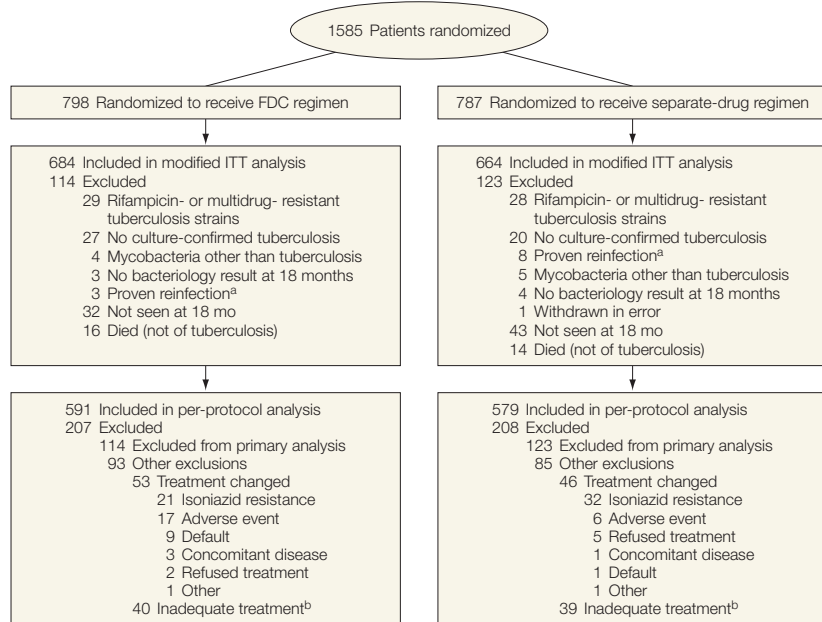 1585 Patients randomized
798 Randomized to receive FDC regimen
684 Included in modified ITT analysis
114 Excluded
29 Rifampicin- or multidrug- resistant
tuberculosis strains
27 No culture-confirmed tuberculosis
4 Mycobacteria other than tuberculosis
3 No bacteriology result at 18 months
3 Proven reinfectionᵃ
32 Not seen at 18 mo
16 Died (not of tuberculosis)
591 Included in per-protocol analysis
207 Excluded
114 Excluded from primary analysis
93 Other exclusions
53 Treatment changed
21 Isoniazid resistance
17 Adverse event
9 Default
3 Concomitant disease
2 Refused treatment
1 Other
40 Inadequate treatmentᵇ
787 Randomized to receive separate-drug regimen
664 Included in modified ITT analysis
123 Excluded
28 Rifampicin- or multidrug- resistant
tuberculosis strains
20 No culture-confirmed tuberculosis
8 Proven reinfectionᵃ
5 Mycobacteria other than tuberculosis
4 No bacteriology result at 18 months
1 Withdrawn in error
43 Not seen at 18 mo
14 Died (not of tuberculosis)
579 Included in per-protocol analysis
208 Excluded
123 Excluded from primary analysis
85 Other exclusions
46 Treatment changed
32 Isoniazid resistance
6 Adverse event
5 Refused treatment
1 Concomitant disease
1 Default
1 Other
39 Inadequate treatmentᵇ